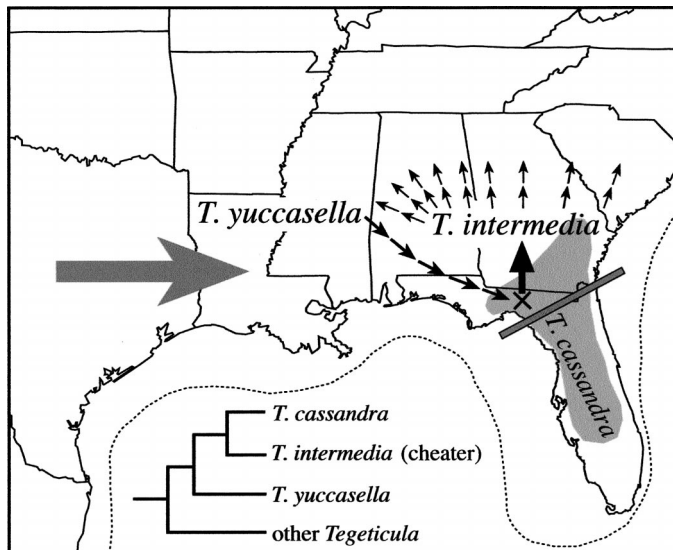 T. yuccasella
T. intermedia
T. cassandra
T. cassandra
T. intermedia (cheater)
T. yuccasella
other Tegeticula